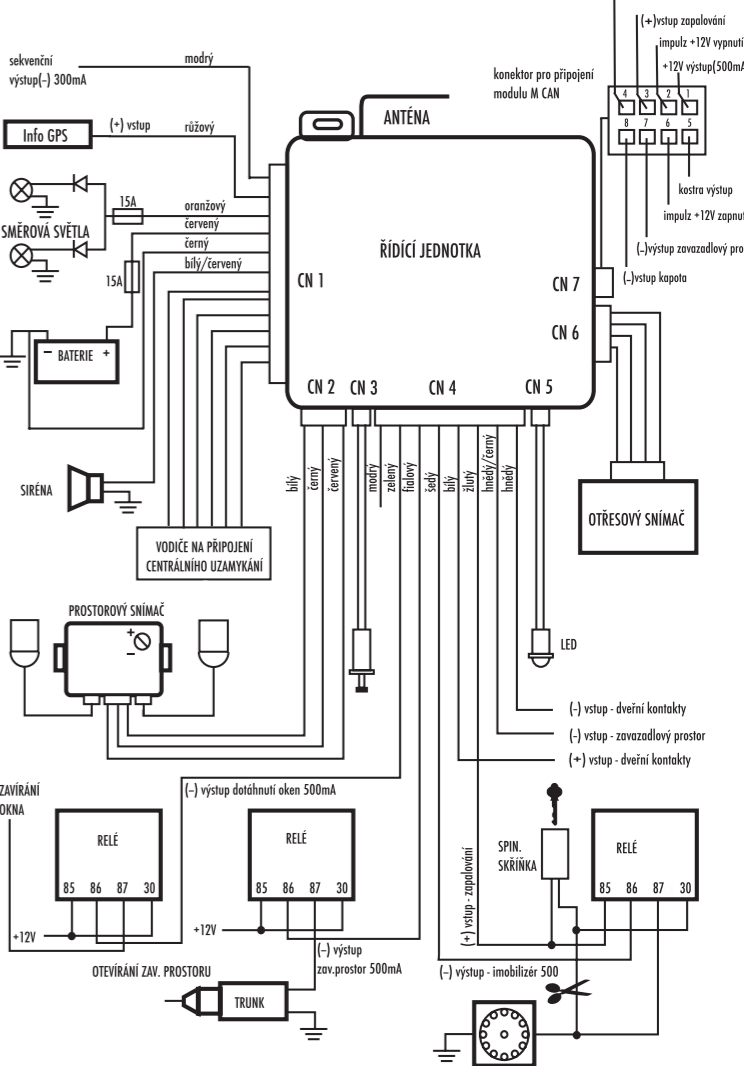 (+)vstup zapalování
impulz +12V vypnutí
+12V výstup(500mA
sekvenční
výstup(-) 300mA
modrý
konektor pro připojení
modulu M CAN
4 3 2 1
8 7 6 5
ANTÉNA
Info GPS
(+) vstup
růžový
15A
oranžový
SMĚROVÁ SVĚTLA
červený
černý
bílý/červený
15A
kostra výstup
impulz +12V zapnut
(-)výstup zavazadlový pro
(-)vstup kapota
ŘÍDÍCÍ JEDNOTKA
CN 1
CN 7
CN 6
– BATERIE +
CN 2 CN 3 CN 4 CN 5
bílý
černý
červený
modrý
zelený
fialový
šedý
bílý
žlutý
hnědý/černý
hnědý
SIRÉNA
OTŘESOVÝ SNÍMAČ
VODIČE NA PŘIPOJENÍ
CENTRÁLNÍHO UZAMYKÁNÍ
PROSTOROVÝ SNÍMAČ
+
–
LED
(-) vstup - dveřní kontakty
(-) vstup - zavazadlový prostor
(+) vstup - dveřní kontakty
ZAVÍRÁNÍ
OKNA
(-) výstup dotáhnutí oken 500mA
RELÉ
85 86 87 30
+12V
RELÉ
85 86 87 30
+12V
(-) výstup
zav.prostor 500mA
OTEVÍRÁNÍ ZAV. PROSTORU
TRUNK
(+) vstup - zapalování
SPIN.
SKŘÍŇKA
RELÉ
85 86 87 30
(-) výstup - imobilizér 500